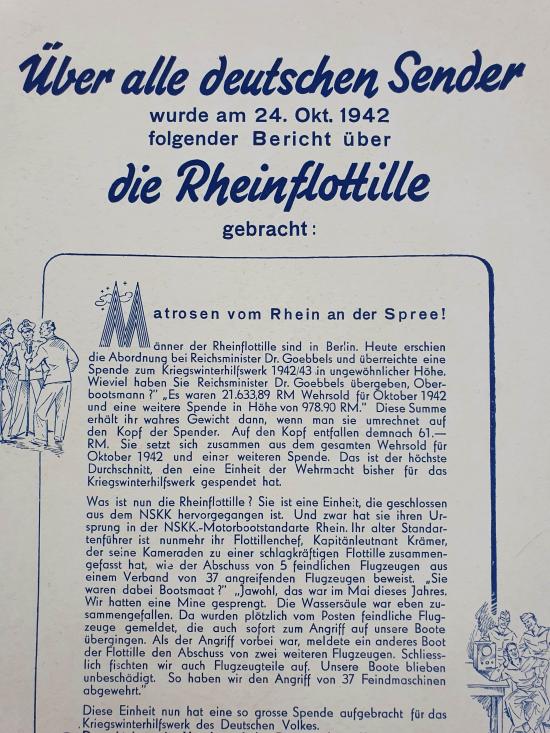 Über alle deutschen Sender
wurde am 24. Okt. 1942
folgender Bericht über
die Rheinflottille
gebracht:
Matrosen vom Rhein an der Spree!
Männer der Rheinflottille sind in Berlin. Heute erschien
die Abordnung bei Reichsminister Dr. Goebbels und überreichte eine
Spende zum Kriegswinterhilfswerk 1942/43 in ungewöhnlicher Höhe.
Wieviel haben Sie Reichsminister Dr. Goebbels übergeben, Ober-
bootsmann?" „Es waren 21.633,89 RM Wehrsold für Oktober 1942
und eine weitere Spende in Höhe von 978.90 RM." Diese Summe
erhält ihr wahres Gewicht dann, wenn man sie umrechnet auf
den Kopf der Spender. Auf den Kopf entfallen demnach 61.—
RM. Sie setzt sich zusammen aus dem gesamten Wehrsold für
Oktober 1942 und einer weiteren Spende. Das ist der höchste
Durchschnitt, den eine Einheit der Wehrmacht bisher für das
Kriegswinterhilfswerk gespendet hat.
Was ist nun die Rheinflottille? Sie ist eine Einheit, die geschlossen
aus dem NSKK hervorgegangen ist. Und zwar hat sie ihren Ur-
sprung in der NSKK.-Motorbootstandarte Rhein. Ihr alter Standar-
tenführer ist nunmehr ihr Flottillenchef, Kapitänleutnant Krämer,
der seine Kameraden zu einer schlagkräftigen Flottille zusammen-
gefasst hat, wie der Abschuss von 5 feindlichen Flugzeugen aus
einem Verband von 37 angreifenden Flugzeugen beweist. „Sie
waren dabei Bootsmaat?" „Jawohl, das war im Mai dieses Jahres.
Wir hatten eine Mine gesprengt. Die Wassersäule war eben zu-
sammengefallen. Da wurden plötzlich vom Posten feindliche Flug-
zeuge gemeldet, die auch sofort zum Angriff auf unsere Boote
übergingen. Als der Angriff vorbei war, meldete ein anderes Boot
der Flottille den Abschuss von zwei weiteren Flugzeugen. Schliess-
lich fischten wir auch Flugzeugteile auf. Unsere Boote blieben
unbeschädigt. So haben wir den Angriff von 37 Feindmaschinen
abgewehrt."
Diese Einheit nun hat eine so grosse Spende aufgebracht für das
Kriegswinterhilfswerk des Deutschen Volkes.